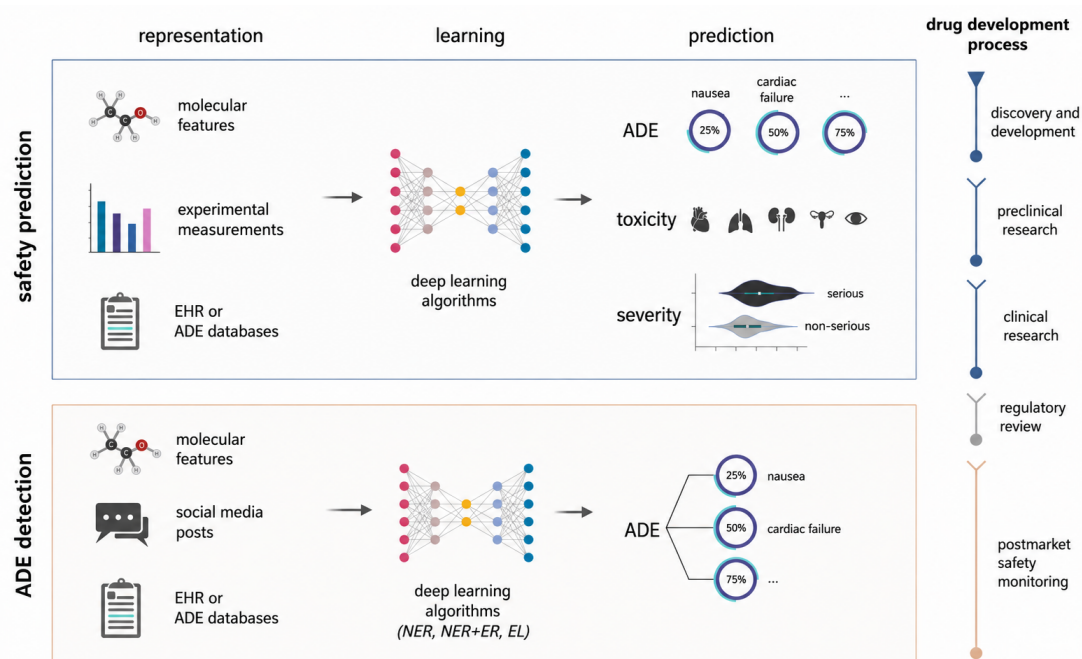 representation
learning
prediction
drug development
process
safety prediction
molecular
features
experimental
measurements
EHR or
ADE databases
deep learning
algorithms
ADE
nausea
25%
cardiac
failure
50%
...
75%
toxicity
severity
serious
non-serious
discovery and
development
preclinical
research
clinical
research
regulatory
review
postmarket
safety
monitoring
ADE detection
molecular
features
social media
posts
EHR or
ADE databases
deep learning
algorithms
(NER, NER+ER, EL)
ADE
25% nausea
50% cardiac failure
75% ...
H H C C O H H H H
H H C C O H H H H